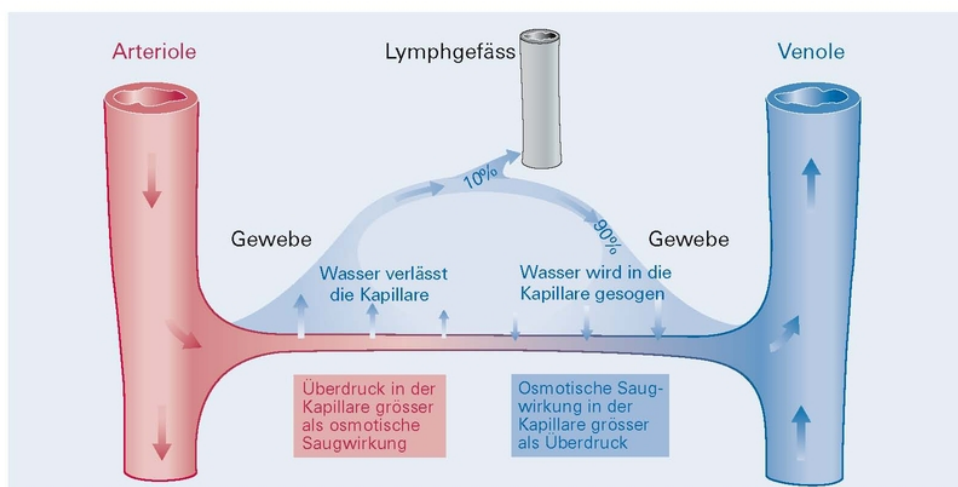 Arteriole
Lymphgefäss
Venole
10%
90%
Gewebe
Gewebe
Wasser verlässt
die Kapillare
Wasser wird in die
Kapillare gesogen
Überdruck in der
Kapillare grösser
als osmotische
Saugwirkung
Osmotische Saug-
wirkung in der
Kapillare grösser
als Überdruck